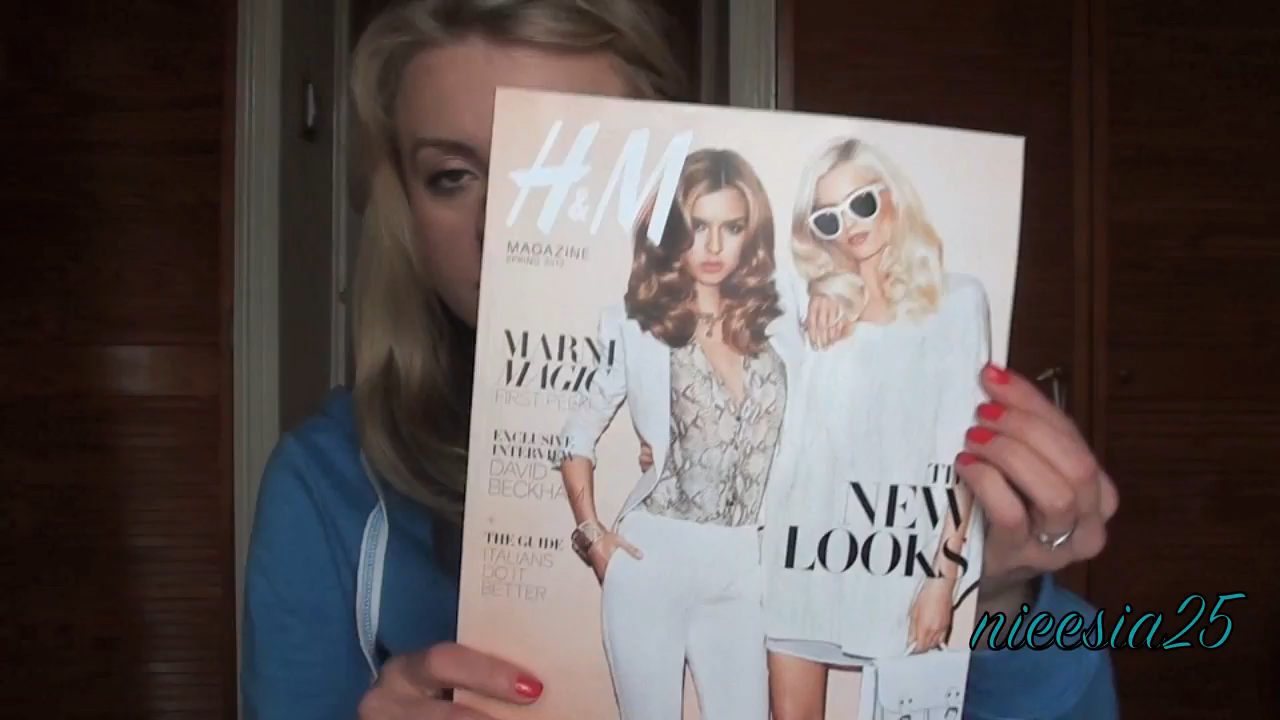 H&M
MAGAZINE
SPRING 2012
MARNI
MAGIC
FIRST PEEK
EXCLUSIVE
INTERVIEW
DAVID
BECKHAM
+
THE GUIDE
ITALIANS
DO IT
BETTER
NEW
LOOKS
nieesia25